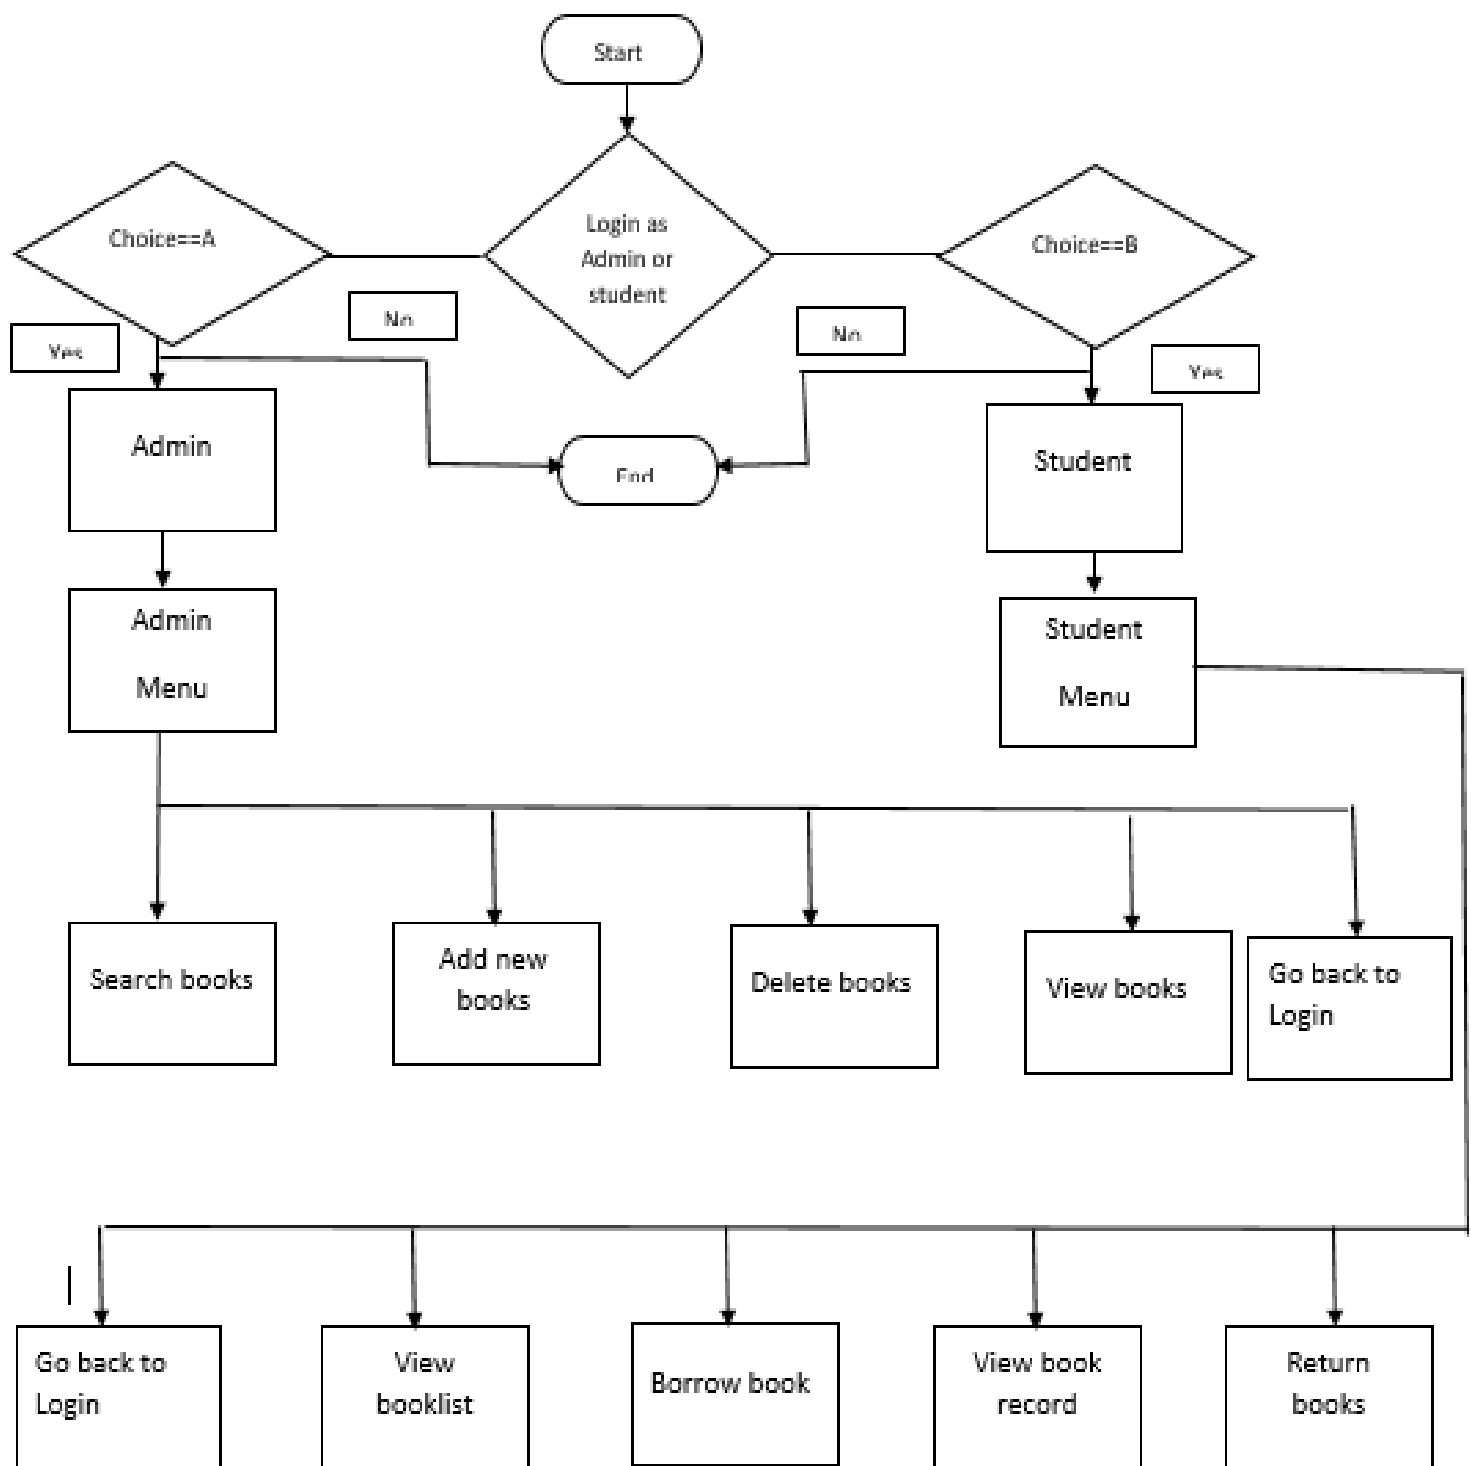 Start
Choice==A
Login as
Admin or
student
Choice==B
No
No
Yes
Yes
Admin
End
Student
Admin
Menu
Student
Menu
Search books
Add new
books
Delete books
View books
Go back to
Login
Go back to
Login
View
booklist
Borrow book
View book
record
Return
books